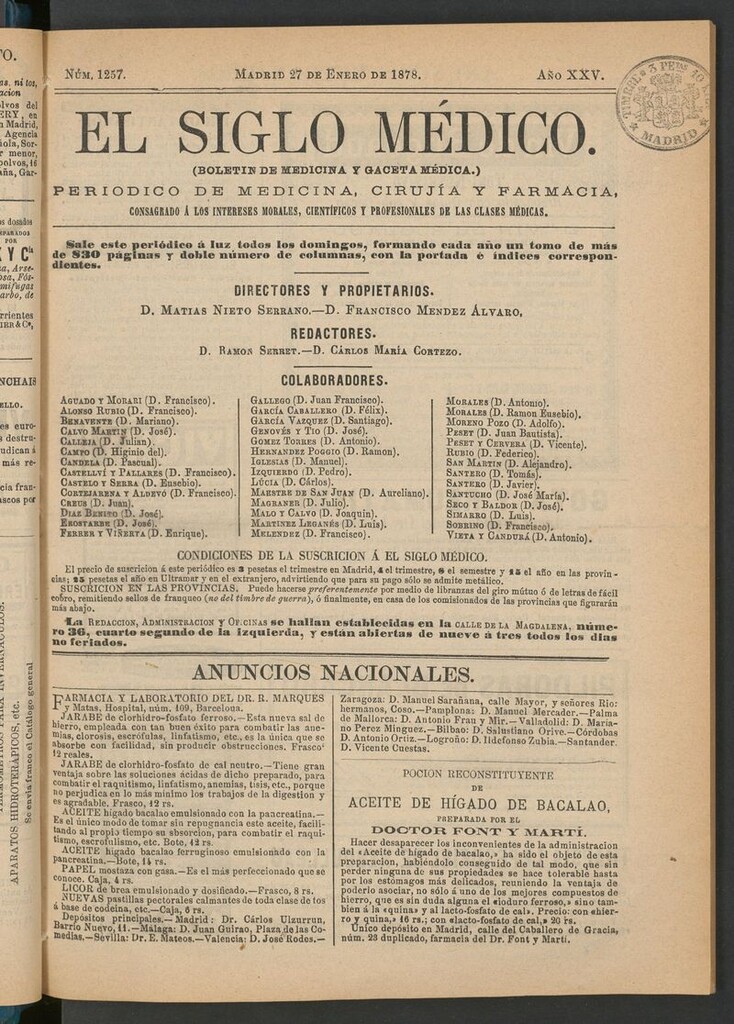 NÚM. 1257. MADRID 27 DE ENERO DE 1878. AÑO XXV.
TIMBRE 3 PES
MADRID
EL SIGLO MÉDICO.
(BOLETIN DE MEDICINA Y GACETA MÉDICA.)
PERIODICO DE MEDICINA, CIRUJÍA Y FARMACIA,
CONSAGRADO Á LOS INTERESES MORALES, CIENTÍFICOS Y PROFESIONALES DE LAS CLASES MÉDICAS.
Sale este periódico á luz todos los domingos, formando cada año un tomo de más
de 830 páginas y doble número de columnas, con la portada é índices correspon-
dientes.
DIRECTORES Y PROPIETARIOS.
D. MATIAS NIETO SERRANO.—D. FRANCISCO MENDEZ ÁLVARO,
REDACTORES.
D. RAMON SERRET.—D. CÁRLOS MARÍA CORTEZO.
COLABORADORES.
AGUADO Y MORARI (D. Francisco).
ALONSO RUBIO (D. Francisco).
BENAVENTE (D. Mariano).
CALVO MARTIN (D. José).
CALLEJA (D. Julian).
CAMPO (D. Higinio del).
CANDELA (D. Pascual).
CASTELLVÍ Y PALLARES (D. Francisco).
CASTELO Y SERRA (D. Eusebio).
CORTEJARENA Y ALDEVÓ (D. Francisco).
CREUS (D. Juan).
DIAZ BENITO (D. José).
EROSTARBE (D. José).
FERRER Y VIÑERTA (D. Enrique).
GALLEGO (D. Juan Francisco).
GARCÍA CABALLERO (D. Félix).
GARCÍA VAZQUEZ (D. Santiago).
GENOVÉS Y TIO (D. José).
GOMEZ TORRES (D. Antonio).
HERNANDEZ POGGIO (D. Ramon).
IGLESIAS (D. Manuel).
IZQUIERDO (D. Pedro).
LÚCIA (D. Cárlos).
MAESTRE DE SAN JUAN (D. Aureliano).
MAGRANER (D. Julio).
MALO Y CALVO (D. Joaquin).
MARTINEZ LEGANÉS (D. Luis).
MELENDEZ (D. Francisco).
MORALES (D. Antonio).
MORALES (D. Ramon Eusebio).
MORENO POZO (D. Adolfo).
PESET (D. Juan Bautista).
PESET Y CERVERA (D. Vicente).
RUBIO (D. Federico).
SAN MARTIN (D. Alejandro).
SANTERO (D. Tomás).
SANTERO (D. Javier).
SANTUCHO (D. José María).
SECO Y BALDOR (D. José).
SIMARRO (D. Luis).
SOBRINO (D. Francisco).
VIETA Y CANDURÁ (D. Antonio).
CONDICIONES DE LA SUSCRICION Á EL SIGLO MÉDICO.
El precio de suscricion á este periódico es 3 pesetas el trimestre en Madrid, 4 el trimestre, 8 el semestre y 15 el año en las provin-
cias; 25 pesetas el año en Ultramar y en el extranjero, advirtiendo que para su pago sólo se admite metálico.
SUSCRICION EN LAS PROVINCIAS. Puede hacerse preferentemente por medio de libranzas del giro mútuo ó de letras de fácil
cobro, remitiendo sellos de franqueo (no del timbre de guerra), ó finalmente, en casa de los comisionados de las provincias que figurarán
más abajo.
La REDACCION, ADMINISTRACION Y OFICINAS se hallan establecidas en la CALLE DE LA MAGDALENA, núme-
ro 36, cuarto segundo de la izquierda, y están abiertas de nueve á tres todos los dias
no feriados.
ANUNCIOS NACIONALES.
FARMACIA Y LABORATORIO DEL DR. R. MARQUES
y Matas, Hospital, núm. 109, Barcelona.
JARABE de clorhidro-fosfato ferroso.—Esta nueva sal de
hierro, empleada con tan buen éxito para combatir las ane-
mias, clorosis, escrófulas, linfatismo, etc., es la única que se
absorbe con facilidad, sin producir obstrucciones. Frasco
12 reales.
JARABE de clorhidro-fosfato de cal neutro.—Tiene gran
ventaja sobre las soluciones ácidas de dicho preparado, para
combatir el raquitismo, linfatismo, anemias, tisis, etc., porque
no perjudica en lo más mínimo los trabajos de la digestion y
es agradable. Frasco, 12 rs.
ACEITE hígado bacalao emulsionado con la pancreatina.—
Es el único modo de tomar sin repugnancia este aceite, facili-
tando al propio tiempo su absorcion, para combatir el raqui-
tismo, escrofulismo, etc. Bote, 12 rs.
ACEITE hígado bacalao ferruginoso emulsionado con la
pancreatina.—Bote, 14 rs.
PAPEL mostaza con gasa.—Es el más perfeccionado que se
conoce. Caja, 4 rs.
LICOR de brea emulsionado y dosificado.—Frasco, 8 rs.
NUEVAS pastillas pectorales calmantes de toda clase de tos
á base de codeina, etc.—Caja, 6 rs.
Depósitos principales.—Madrid: Dr. Cárlos Ulzurrun,
Barrio Nuevo, 11.—Málaga: D. Juan Guirao, Plaza de las Co-
medias.—Sevilla: Dr. E. Mateos.—Valencia: D. José Rodes.—
Zaragoza: D. Manuel Sarañana, calle Mayor, y señores Rio:
hermanos, Coso.—Pamplona: D. Manuel Mercader.—Palma
de Mallorca: D. Antonio Frau y Mir.—Valladolid: D. Maria-
no Perez Minguez.—Bilbao: D. Salustiano Orive.—Córdobas
D. Antonio Ortiz.—Logroño: D. Ildefonso Zubia.—Santander.
D. Vicente Cuestas.
POCION RECONSTITUYENTE
DE
ACEITE DE HÍGADO DE BACALAO,
PREPARADA POR EL
DOCTOR FONT Y MARTÍ.
Hacer desaparecer los inconvenientes de la administracion
del «Aceite de hígado de bacalao,» ha sido el objeto de esta
preparacion, habiéndolo conseguido de tal modo, que sin
perder ninguna de sus propiedades se hace tolerable hasta
por los estómagos más delicados, reuniendo la ventaja de
poderlo asociar, no sólo á uno de los mejores compuestos de
hierro, que es sin duda alguna el «ioduro ferroso,» sino tam-
bien á la «quina» y al lacto-fosfato de cal». Precio: con «hier-
ro y quina,» 16 rs.; con «lacto-fosfato de cal,» 20 rs.
Unico depósito en Madrid, calle del Caballero de Gracia,
núm. 23 duplicado, farmacia del Dr. Font y Martí.
APARATOS HIDROTERÁPICOS, etc.
Se envia franco el Catálogo general